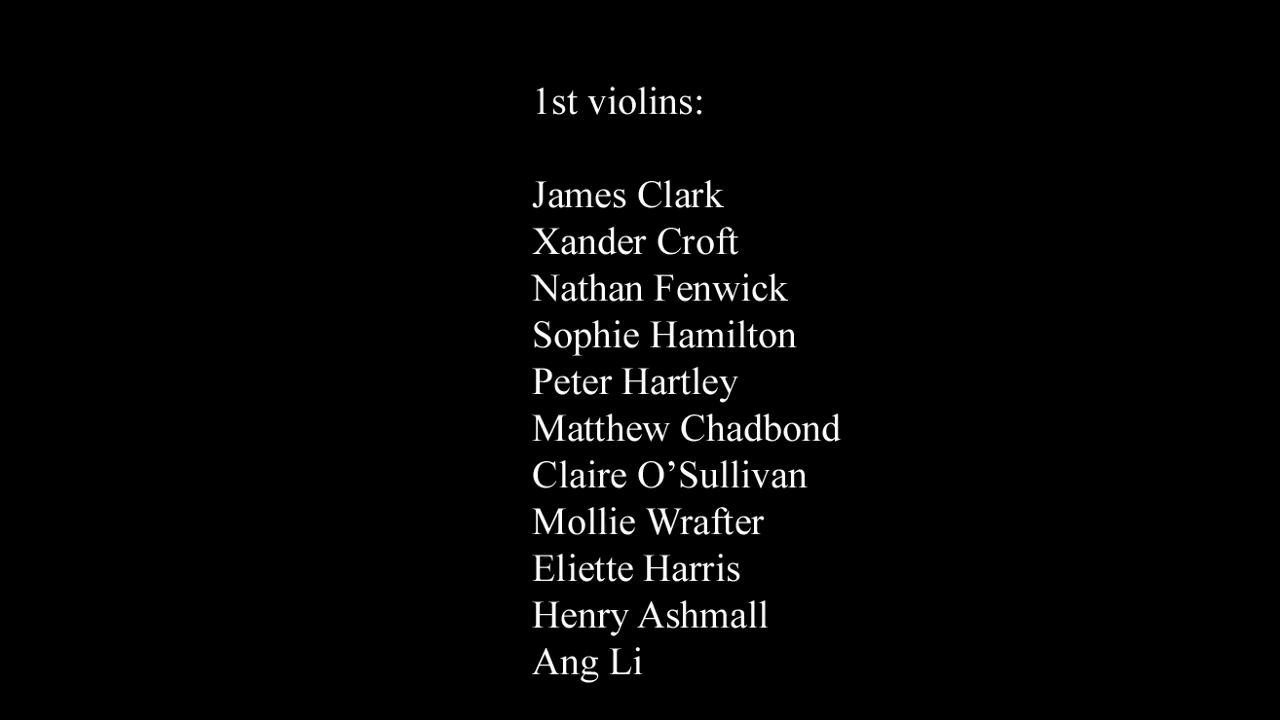 1st violins:
James Clark
Xander Croft
Nathan Fenwick
Sophie Hamilton
Peter Hartley
Matthew Chadbond
Claire O’Sullivan
Mollie Wrafter
Eliette Harris
Henry Ashmall
Ang Li